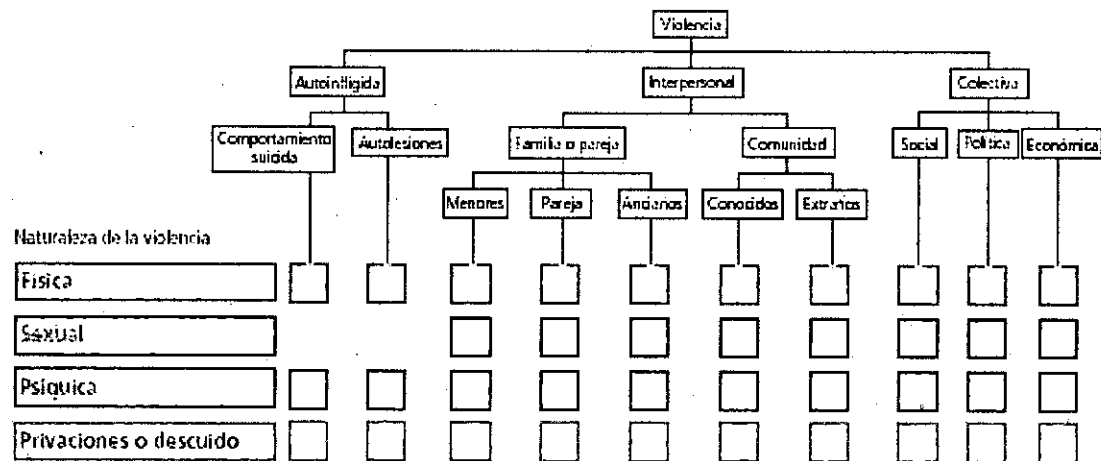 Violencia
Autoinfligida
Interpersonal
Colectiva
Comportamiento
suicida
Autolesiones
Familia o pareja
Comunidad
Social
Política
Económica
Menores
Pareja
Ancianos
Conocidos
Extraños
Naturaleza de la violencia
Física
Sexual
Psíquica
Privaciones o descuido